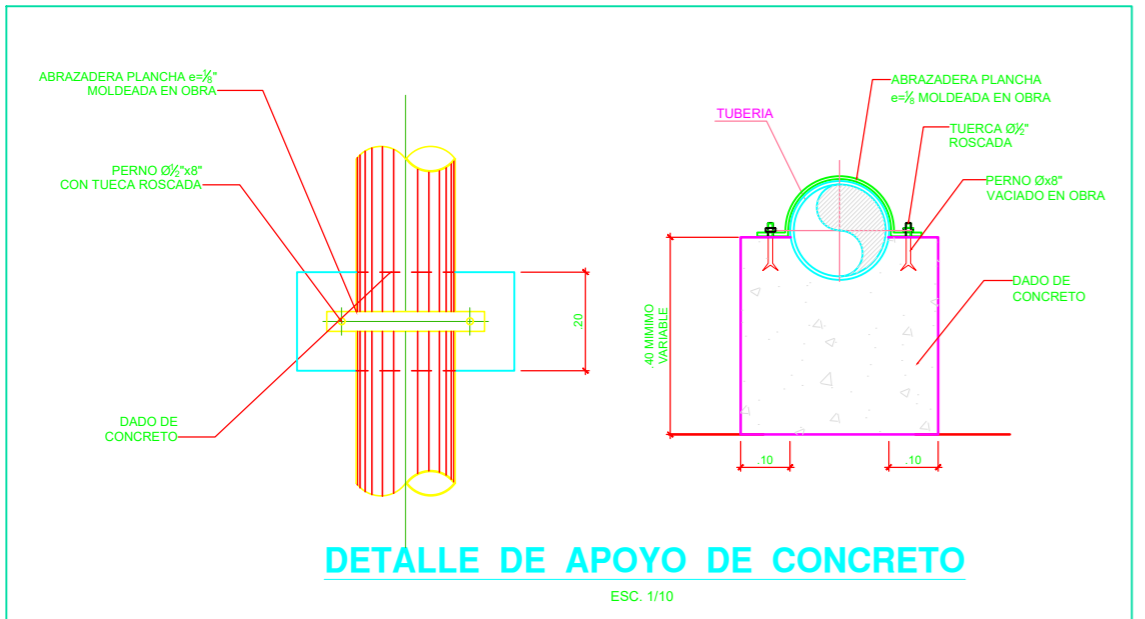 ABRAZADERA PLANCHA e=⅛"
MOLDEADA EN OBRA
PERNO Ø½"x8"
CON TUECA ROSCADA
DADO DE
CONCRETO
.20
TUBERIA
ABRAZADERA PLANCHA
e=⅛ MOLDEADA EN OBRA
TUERCA Ø½"
ROSCADA
PERNO Øx8"
VACIADO EN OBRA
DADO DE
CONCRETO
.40 MIMIMO
VARIABLE
.10
.10
DETALLE DE APOYO DE CONCRETO
ESC. 1/10